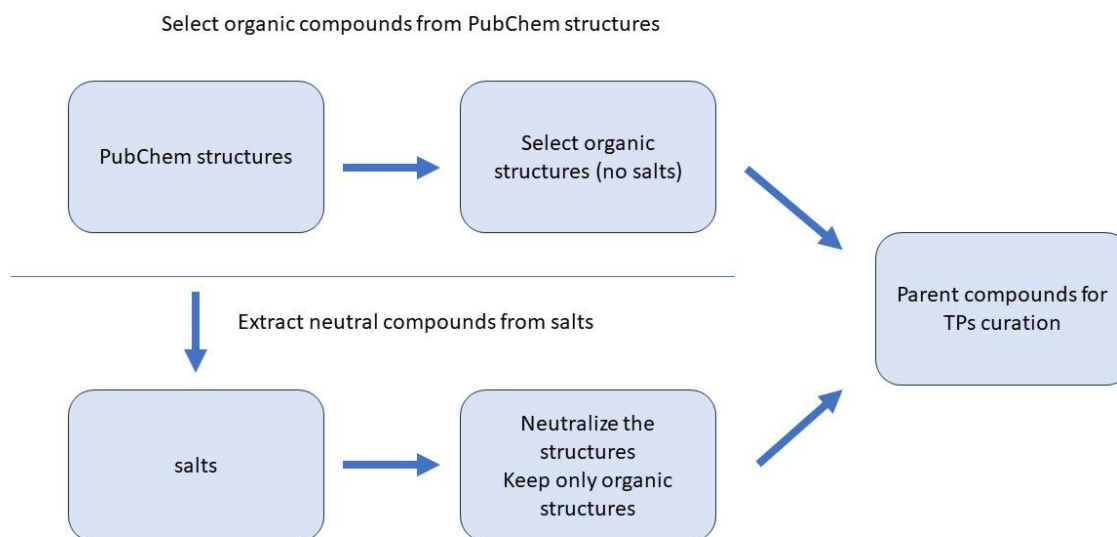 Select organic compounds from PubChem structures
PubChem structures
Select organic
structures (no salts)
Parent compounds for
TPs curation
Extract neutral compounds from salts
salts
Neutralize the
structures
Keep only organic
structures